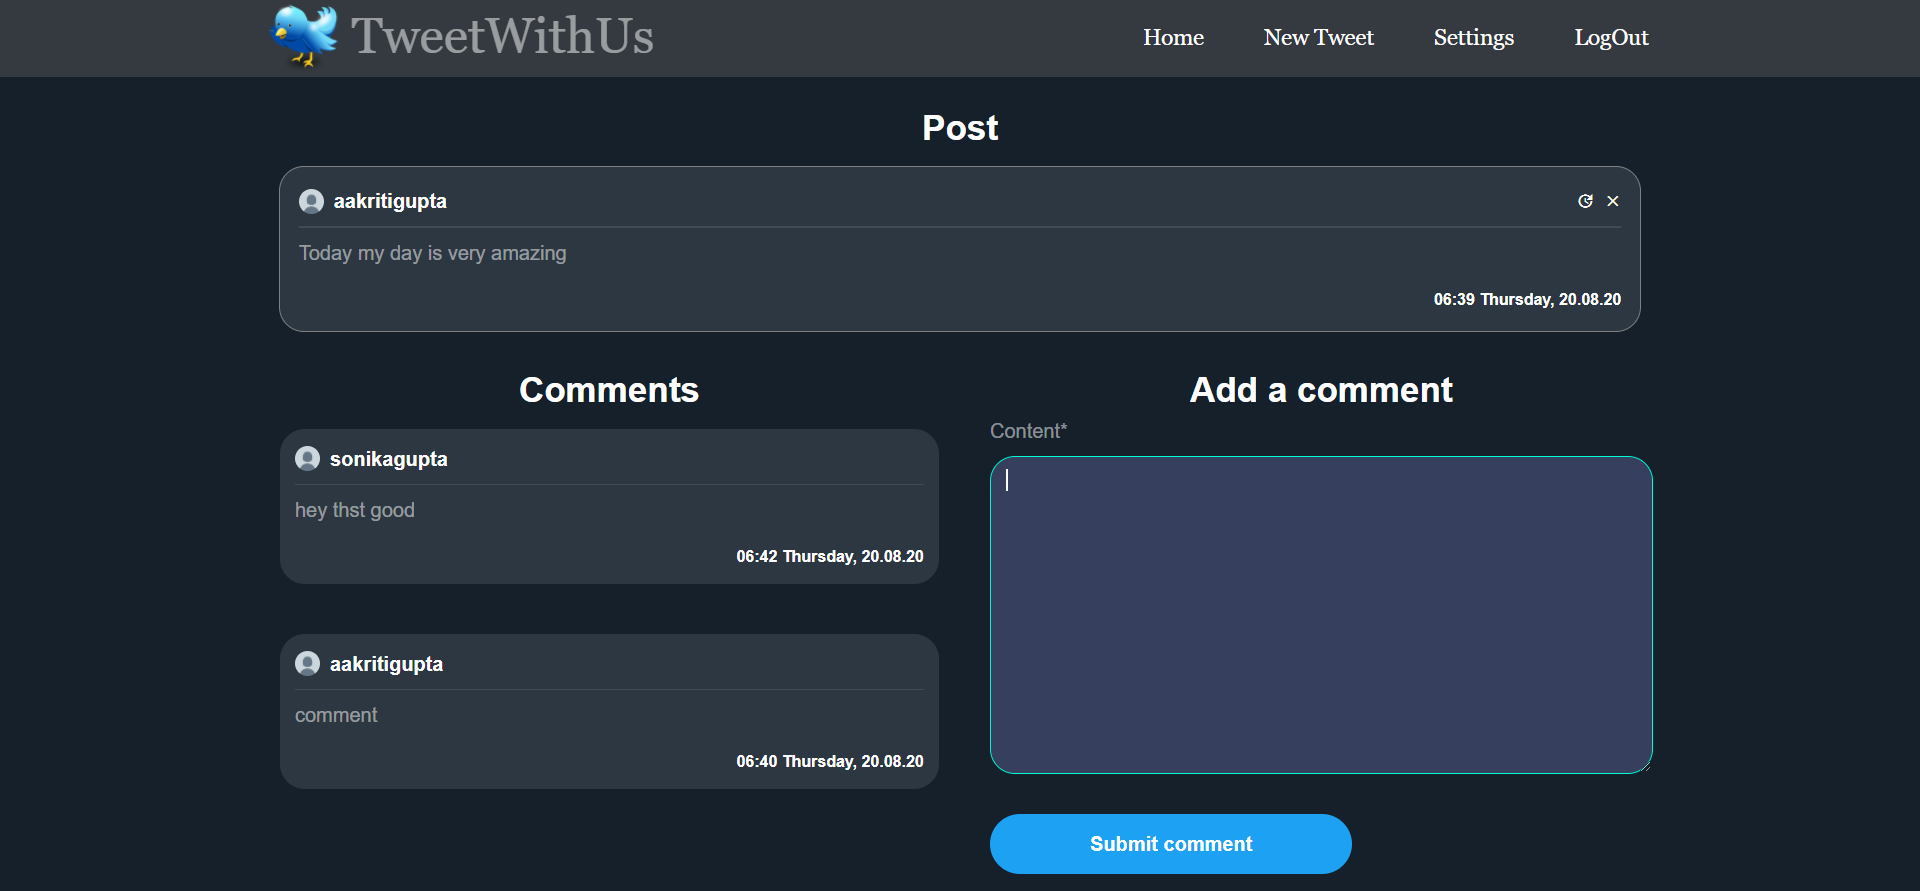 TweetWithUs
Home New Tweet Settings LogOut
Post
aakritigupta
Today my day is very amazing
06:39 Thursday, 20.08.20
Comments
sonikagupta
hey thst good
06:42 Thursday, 20.08.20
aakritigupta
comment
06:40 Thursday, 20.08.20
Add a comment
Content*
Submit comment